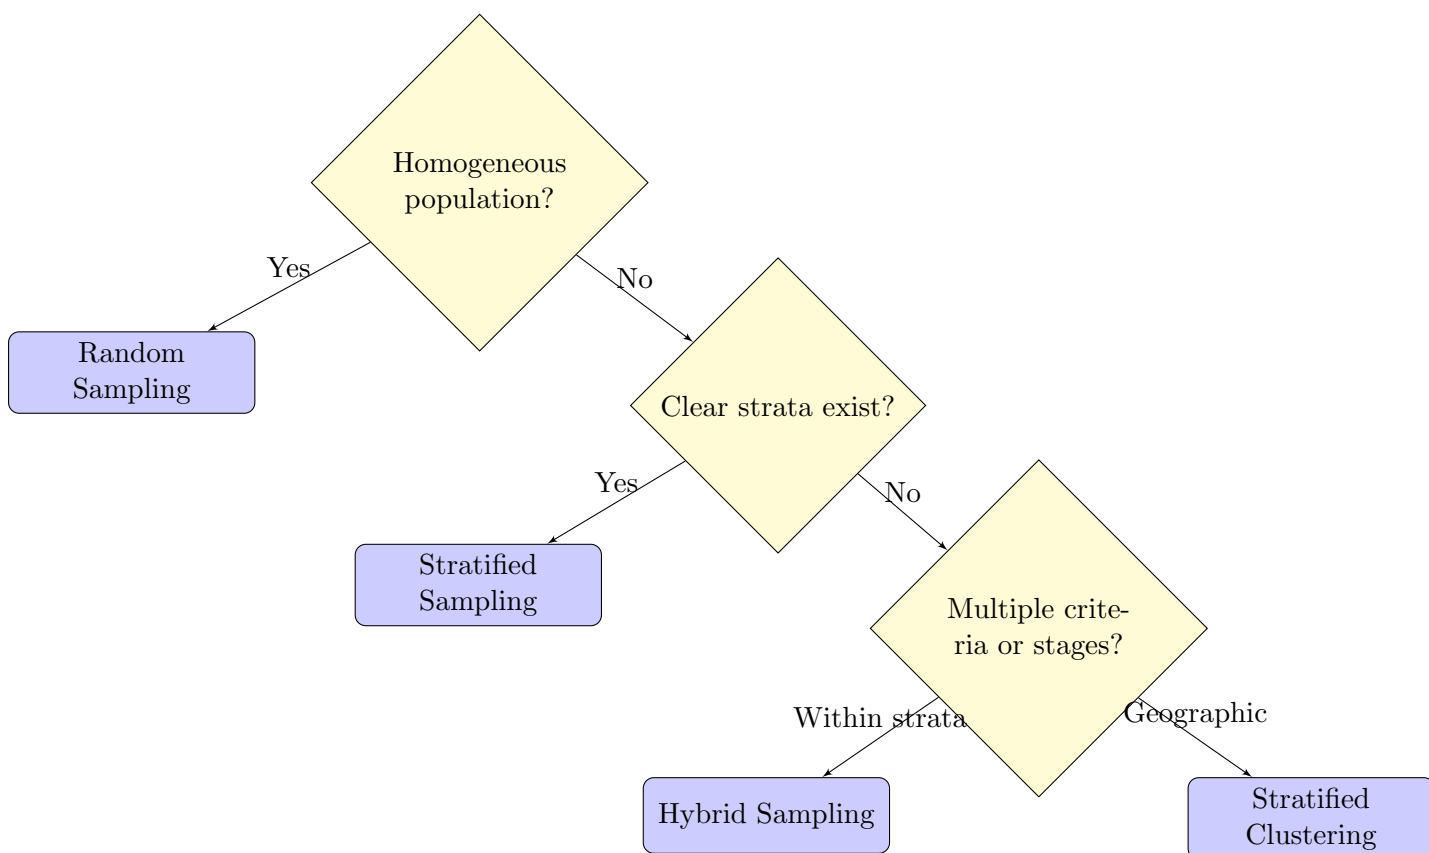 Homogeneous
population?
Yes
No
Random
Sampling
Clear strata exist?
Yes
No
Stratified
Sampling
Multiple crite-
ria or stages?
Within strata
Geographic
Hybrid Sampling
Stratified
Clustering